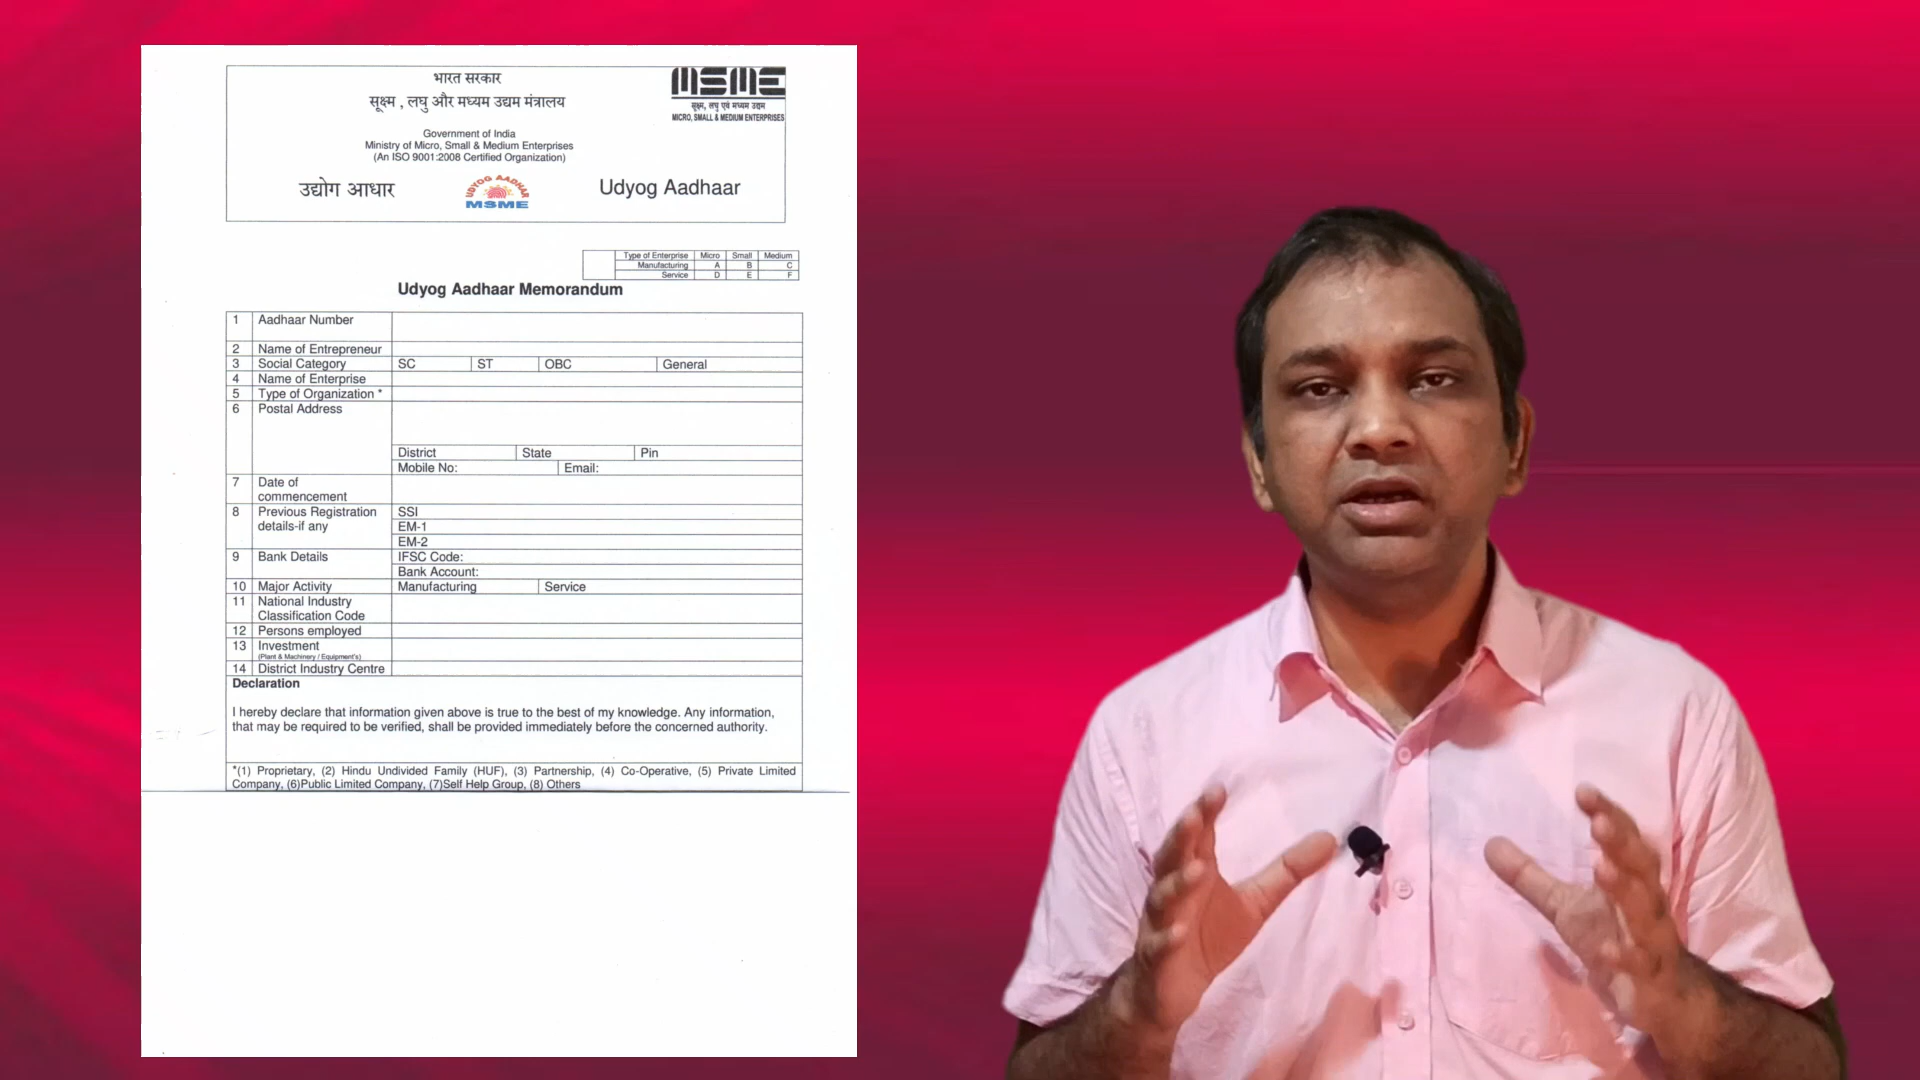 भारत सरकार
सूक्ष्म , लघु और मध्यम उद्यम मंत्रालय
MSME
सूक्ष्म, लघु एवं मध्यम उद्यम
MICRO, SMALL & MEDIUM ENTERPRISES
Government of India
Ministry of Micro, Small & Medium Enterprises
(An ISO 9001:2008 Certified Organization)
उद्योग आधार
UDYOG AADHAR
MSME
Udyog Aadhaar
Type of Enterprise Micro Small Medium
Manufacturing A B C
Service D E F
Udyog Aadhaar Memorandum
1 Aadhaar Number
2 Name of Entrepreneur
3 Social Category SC ST OBC General
4 Name of Enterprise
5 Type of Organization *
6 Postal Address
District State Pin
Mobile No: Email:
7 Date of
commencement
8 Previous Registration SSI
details-if any EM-1
EM-2
9 Bank Details IFSC Code:
Bank Account:
10 Major Activity Manufacturing Service
11 National Industry
Classification Code
12 Persons employed
13 Investment
(Plant & Machinery / Equipment's)
14 District Industry Centre
Declaration
I hereby declare that information given above is true to the best of my knowledge. Any information,
that may be required to be verified, shall be provided immediately before the concerned authority.
*(1) Proprietary, (2) Hindu Undivided Family (HUF), (3) Partnership, (4) Co-Operative, (5) Private Limited
Company, (6)Public Limited Company, (7)Self Help Group, (8) Others